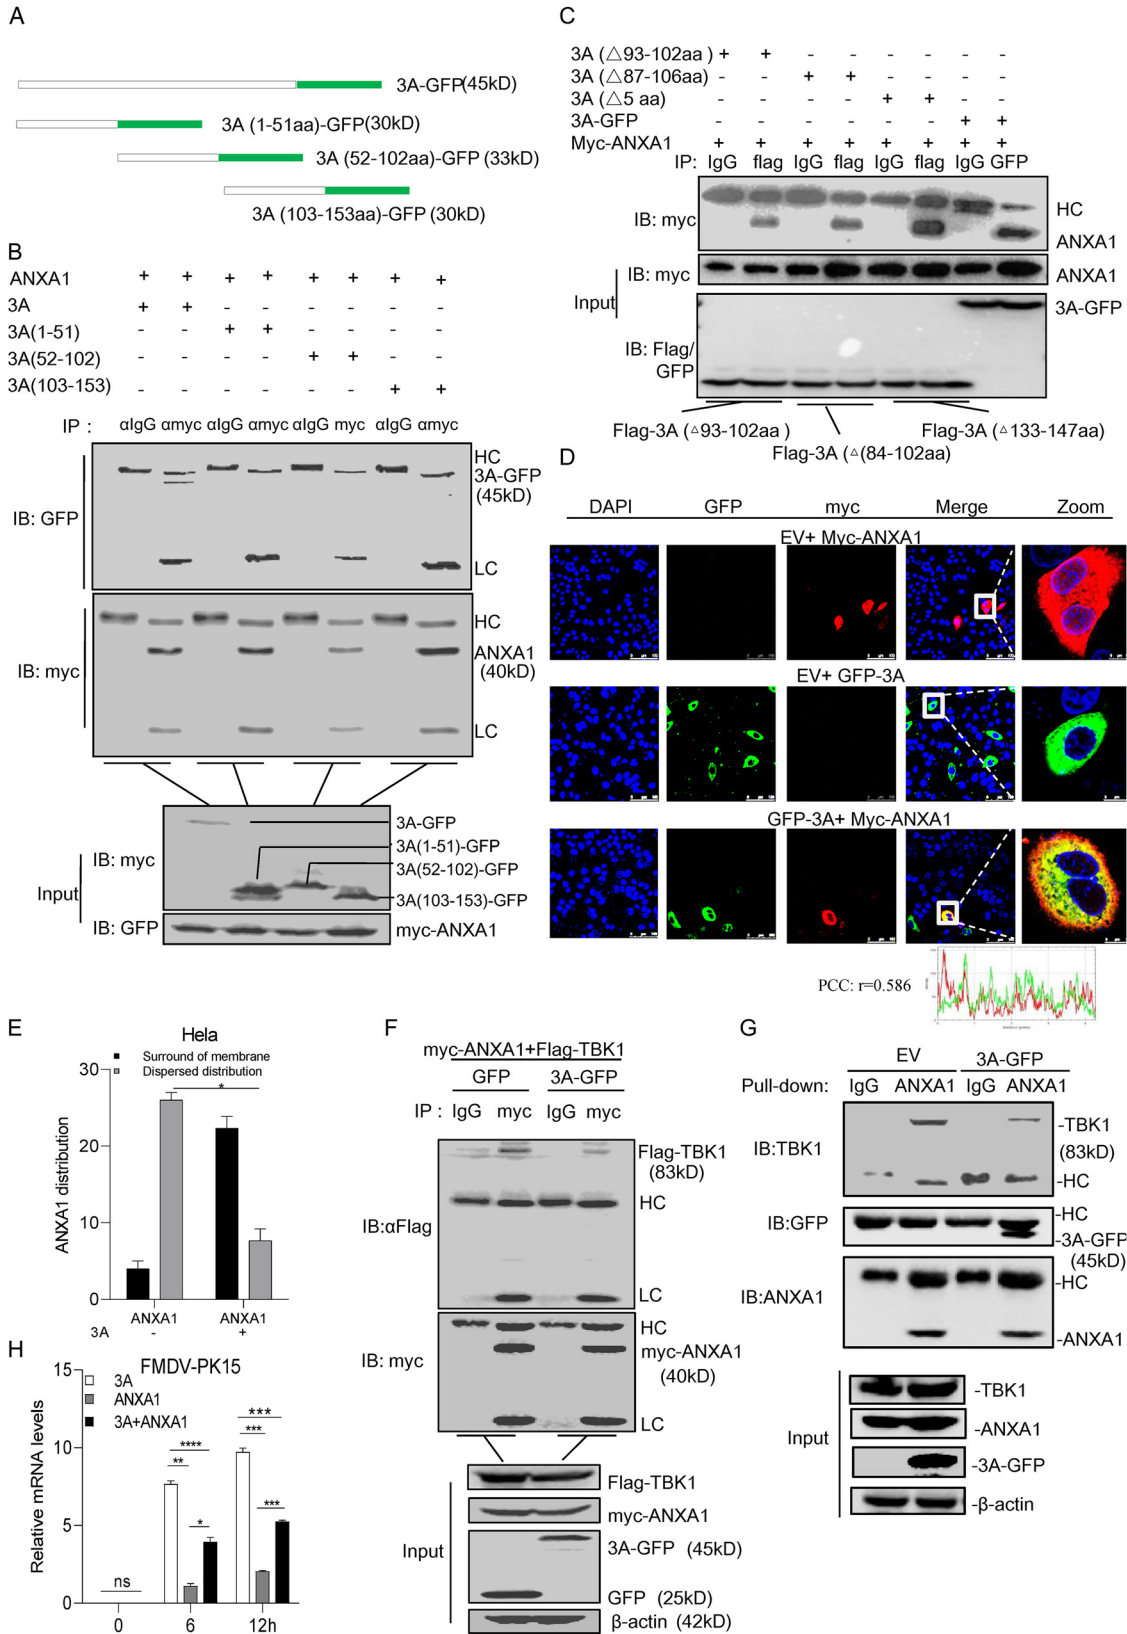 A
3A-GFP(45kD)
3A (1-51aa)-GFP(30kD)
3A (52-102aa)-GFP (33kD)
3A (103-153aa)-GFP (30kD)
B
ANXA1 + + + + + + + +
3A + + - - - - - -
3A(1-51) - - + + - - - -
3A(52-102) - - - - + + - -
3A(103-153) - - - - - - + +
IP : αIgG αmyc αIgG αmyc αIgG myc αIgG αmyc
HC
3A-GFP
(45kD)
IB: GFP
LC
HC
ANXA1
(40kD)
IB: myc
LC
3A-GFP
3A(1-51)-GFP
IB: myc
3A(52-102)-GFP
Input
3A(103-153)-GFP
IB: GFP
myc-ANXA1
C
3A (△93-102aa ) + + - - - - - -
3A (△87-106aa) - - + + - - - -
3A (△5 aa) - - - - + + - -
3A-GFP - - - - - - + +
Myc-ANXA1 + + + + + + + +
IP: IgG flag IgG flag IgG flag IgG GFP
IB: myc
HC
ANXA1
IB: myc
ANXA1
Input
3A-GFP
IB: Flag/
GFP
Flag-3A (△93-102aa )
Flag-3A (△133-147aa)
Flag-3A (△(84-102aa)
D
DAPI GFP myc Merge Zoom
EV+ Myc-ANXA1
EV+ GFP-3A
GFP-3A+ Myc-ANXA1
PCC: r=0.586
E
Hela
Surround of membrane
Dispersed distribution
*
30
20
10
0
ANXA1 distribution
ANXA1 ANXA1
3A - +
F
myc-ANXA1+Flag-TBK1
GFP 3A-GFP
IP : IgG myc IgG myc
Flag-TBK1
(83kD)
HC
IB:αFlag
LC
HC
IB: myc
myc-ANXA1
(40kD)
LC
Flag-TBK1
myc-ANXA1
Input
3A-GFP (45kD)
GFP (25kD)
β-actin (42kD)
G
EV 3A-GFP
Pull-down: IgG ANXA1 IgG ANXA1
-TBK1
(83kD)
IB:TBK1
-HC
IB:GFP
-HC
-3A-GFP
(45kD)
IB:ANXA1
-HC
-ANXA1
-TBK1
-ANXA1
Input
-3A-GFP
-β-actin
H
FMDV-PK15
3A
ANXA1
3A+ANXA1
15
10
5
0
Relative mRNA levels
ns
****
**
*
***
***
***
0 6 12h